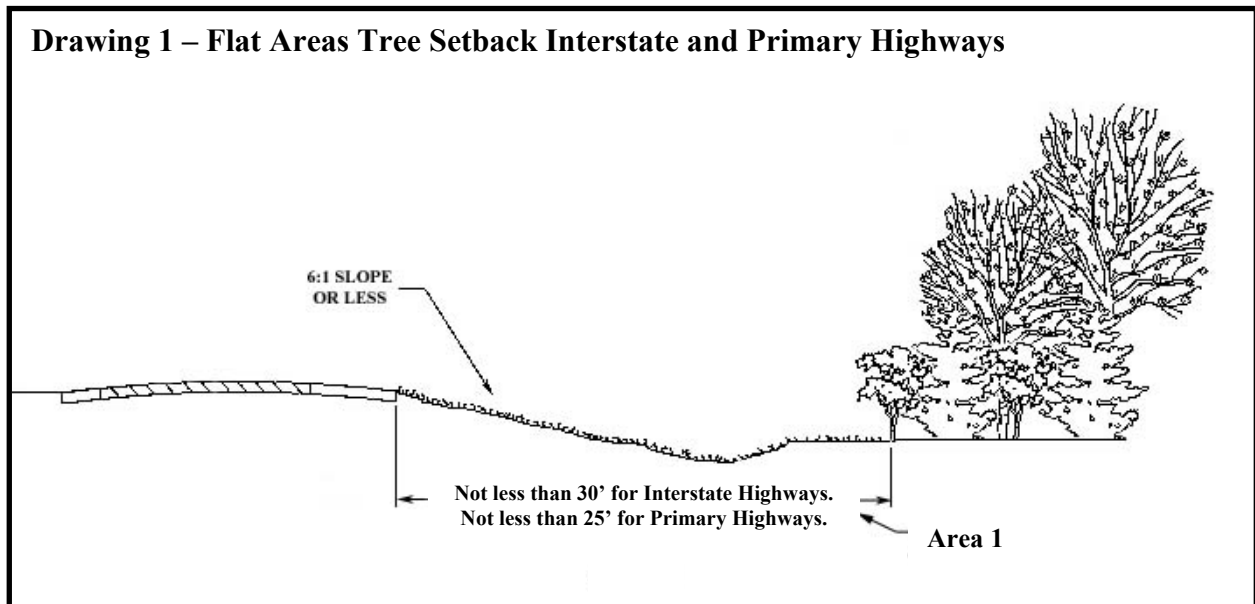 Drawing 1 – Flat Areas Tree Setback Interstate and Primary Highways
6:1 SLOPE
OR LESS
Not less than 30’ for Interstate Highways.
Not less than 25’ for Primary Highways.
Area 1